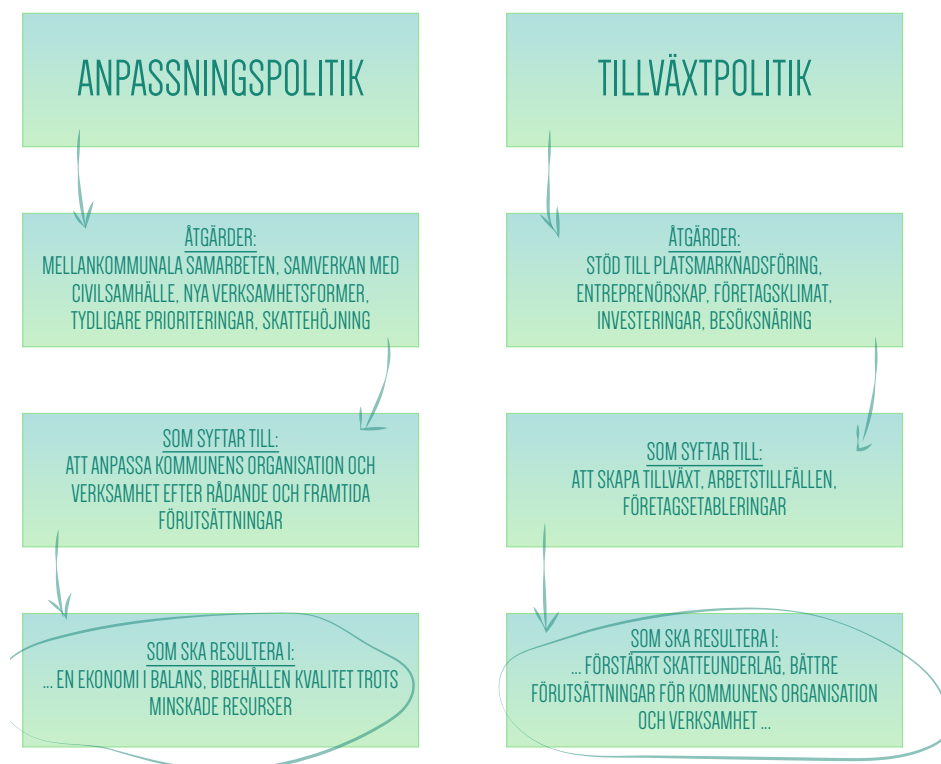 ANPASSNINGSPOLITIK
ÅTGÄRDER:
MELLANKOMMUNALA SAMARBETEN, SAMVERKAN MED
CIVILSAMHÄLLE, NYA VERKSAMHETSFORMER,
TYDLIGARE PRIORITERINGAR, SKATTEHÖJNING
SOM SYFTAR TILL:
ATT ANPASSA KOMMUNENS ORGANISATION OCH
VERKSAMHET EFTER RÅDANDE OCH FRAMTIDA
FÖRUTSÄTTNINGAR
SOM SKA RESULTERA I:
... EN EKONOMI I BALANS, BIBEHÅLLEN KVALITET TROTS
MINSKADE RESURSER
TILLVÄXTPOLITIK
ÅTGÄRDER:
STÖD TILL PLATSMARKNADSFÖRING,
ENTREPRENÖRSKAP, FÖRETAGSKLIMAT,
INVESTERINGAR, BESÖKSNÄRING
SOM SYFTAR TILL:
ATT SKAPA TILLVÄXT, ARBETSTILLFÄLLEN,
FÖRETAGSETABLERINGAR
SOM SKA RESULTERA I:
... FÖRSTÄRKT SKATTEUNDERLAG, BÄTTRE
FÖRUTSÄTTNINGAR FÖR KOMMUNENS ORGANISATION
OCH VERKSAMHET ...